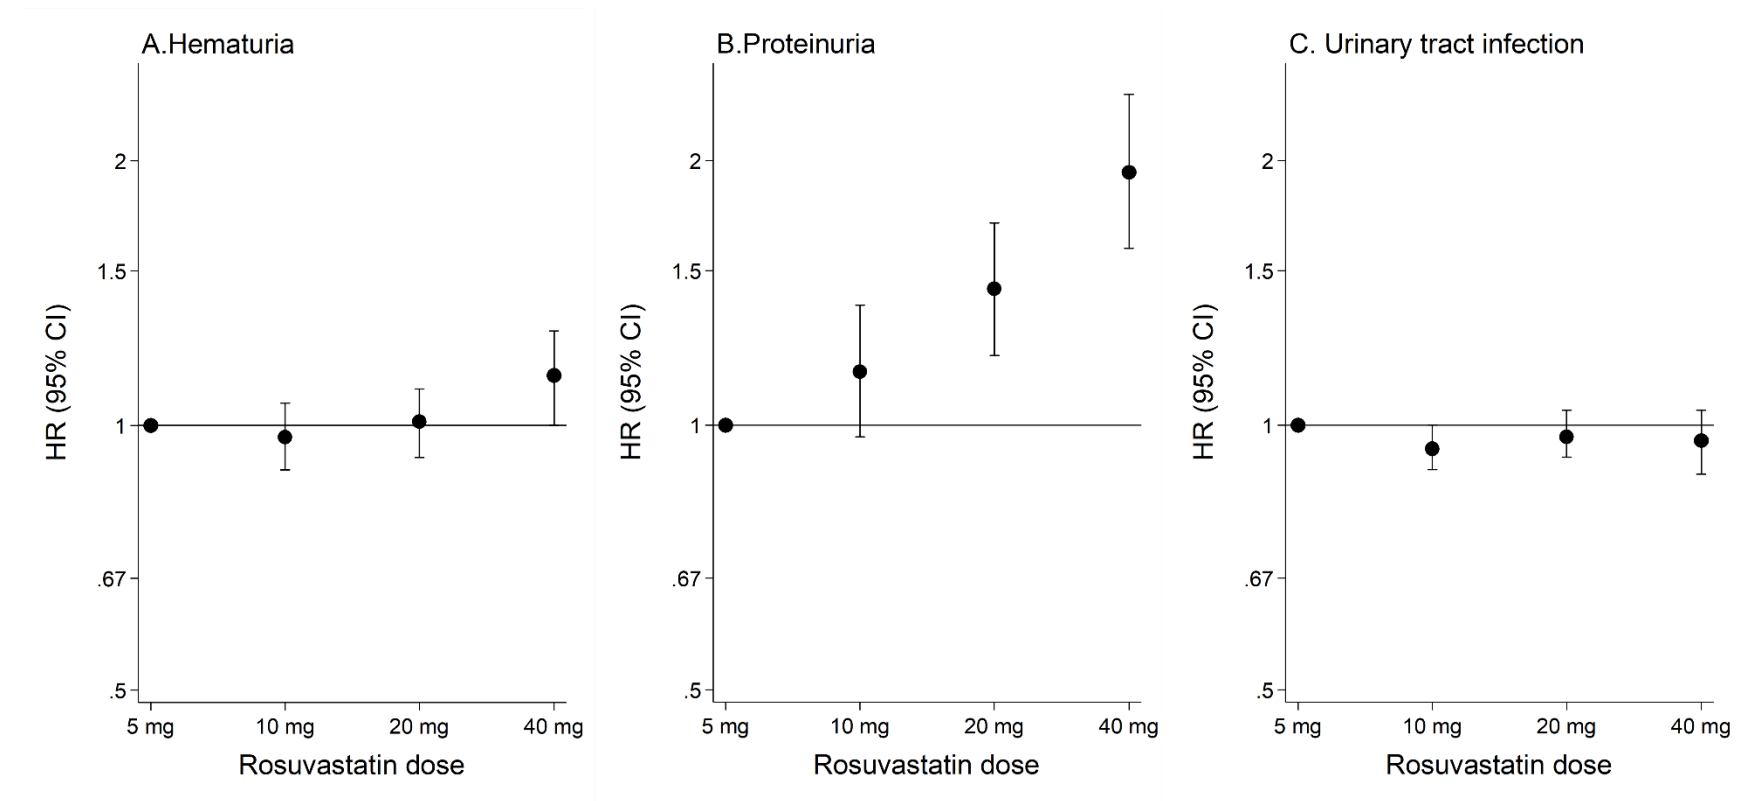 A.Hematuria
2
1.5
1
.67
.5
HR (95% CI)
5 mg 10 mg 20 mg 40 mg
Rosuvastatin dose
B.Proteinuria
2
1.5
1
.67
.5
HR (95% CI)
5 mg 10 mg 20 mg 40 mg
Rosuvastatin dose
C. Urinary tract infection
2
1.5
1
.67
.5
HR (95% CI)
5 mg 10 mg 20 mg 40 mg
Rosuvastatin dose